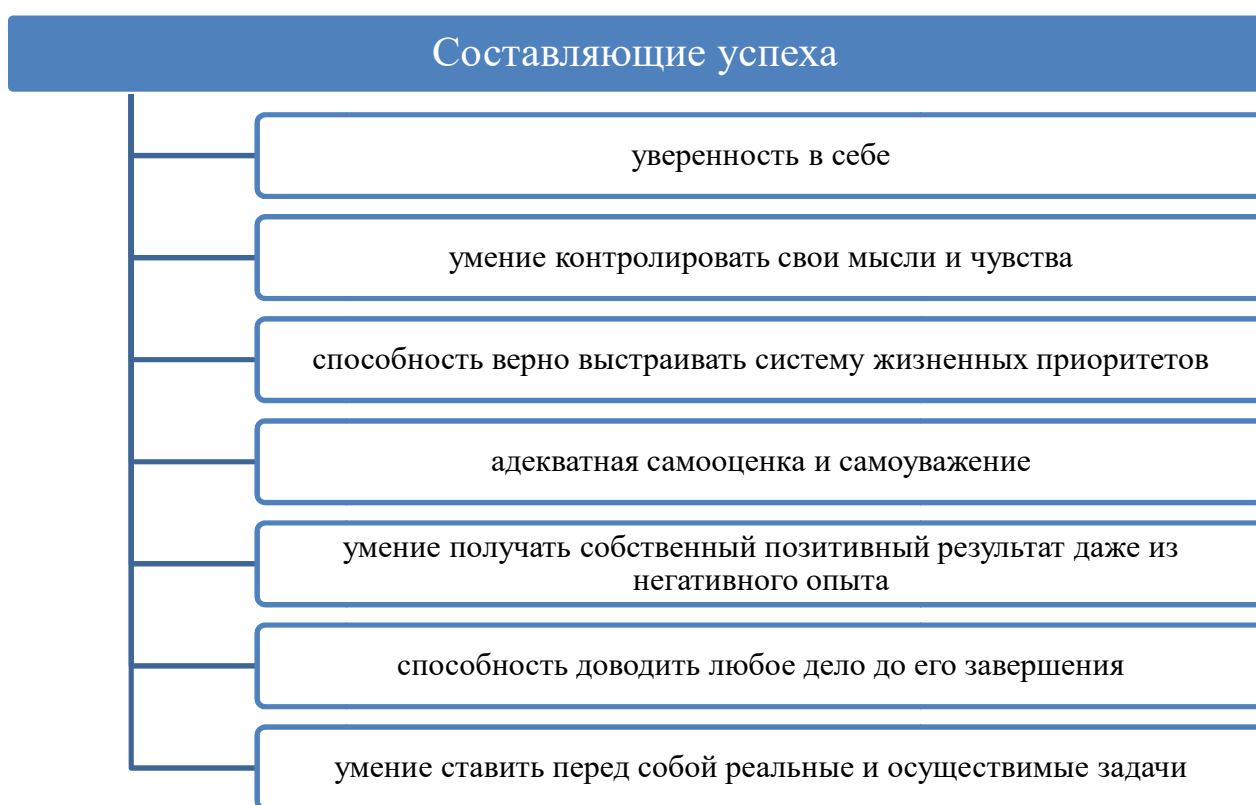 Составляющие успеха
уверенность в себе
умение контролировать свои мысли и чувства
способность верно выстраивать систему жизненных приоритетов
адекватная самооценка и самоуважение
умение получать собственный позитивный результат даже из
негативного опыта
способность доводить любое дело до его завершения
умение ставить перед собой реальные и осуществимые задачи